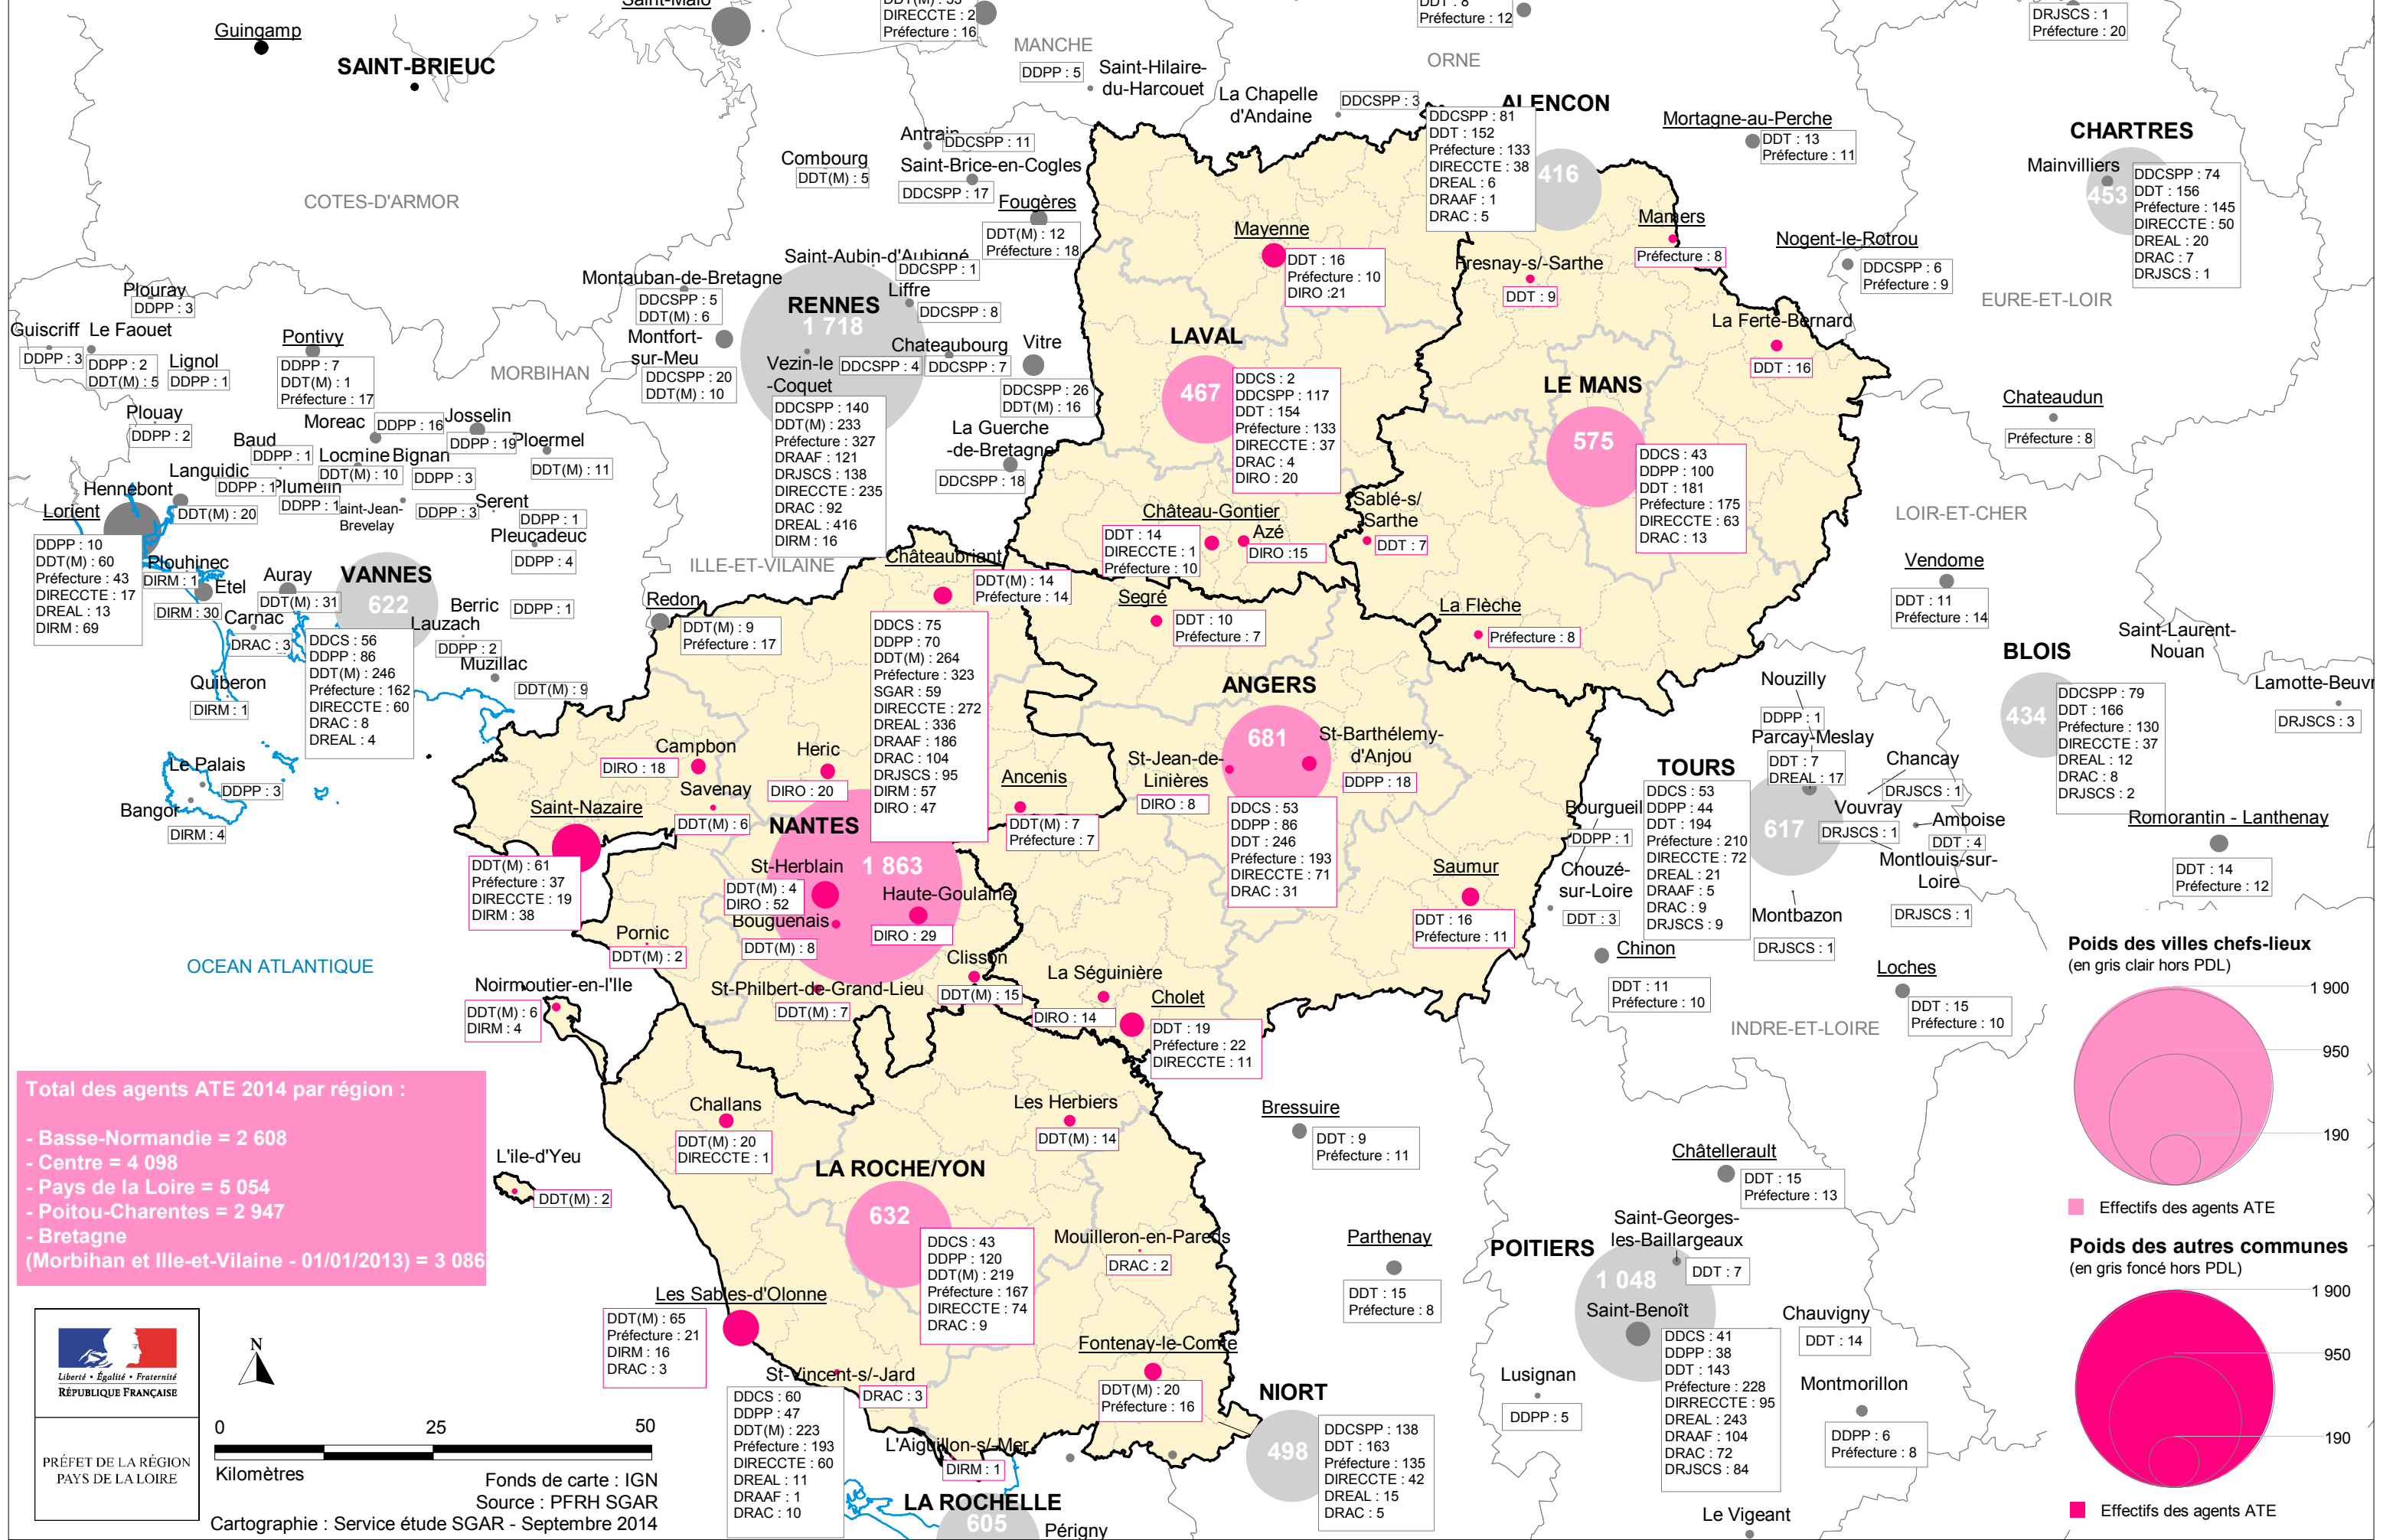 Saint-Malo
DDT(M) : 53
DIRECCTE : 2
Préfecture : 16
DDT : 8
Préfecture : 12
DRJSCS : 1
Préfecture : 20
Guingamp
SAINT-BRIEUC
COTES-D'ARMOR
MANCHE
DDPP : 5
Saint-Hilaire-
du-Harcouet
ORNE
La Chapelle
d'Andaine
DDCSPP : 3
ALENCON
416
DDCSPP : 81
DDT : 152
Préfecture : 133
DIRECCTE : 38
DREAL : 6
DRAAF : 1
DRAC : 5
Mortagne-au-Perche
DDT : 13
Préfecture : 11
CHARTRES
Mainvilliers
453
DDCSPP : 74
DDT : 156
Préfecture : 145
DIRECCTE : 50
DREAL : 20
DRAC : 7
DRJSCS : 1
Antrain
DDCSPP : 11
Combourg
DDT(M) : 5
Saint-Brice-en-Cogles
DDCSPP : 17
Fougères
DDT(M) : 12
Préfecture : 18
Saint-Aubin-d'Aubigné
DDCSPP : 1
Montauban-de-Bretagne
DDCSPP : 5
DDT(M) : 6
Liffre
DDCSPP : 8
RENNES
1 718
Montfort-
sur-Meu
DDCSPP : 20
DDT(M) : 10
Vezin-le
-Coquet
DDCSPP : 4
Chateaubourg
DDCSPP : 7
Vitre
DDCSPP : 26
DDT(M) : 16
DDCSPP : 140
DDT(M) : 233
Préfecture : 327
DRAAF : 121
DRJSCS : 138
DIRECCTE : 235
DRAC : 92
DREAL : 416
DIRM : 16
La Guerche
-de-Bretagne
DDCSPP : 18
ILLE-ET-VILAINE
Redon
DDT(M) : 9
Préfecture : 17
Plouray
DDPP : 3
Guiscriff
DDPP : 3
Le Faouet
DDPP : 2
DDT(M) : 5
Lignol
DDPP : 1
Pontivy
DDPP : 7
DDT(M) : 1
Préfecture : 17
MORBIHAN
Plouay
DDPP : 2
Moreac
DDPP : 16
Josselin
DDPP : 19
Ploermel
DDT(M) : 11
Baud
DDPP : 1
Locmine
DDT(M) : 10
Bignan
DDPP : 3
Languidic
DDPP : 1
Plumelin
DDPP : 1
aint-Jean-
Brevelay
DDPP : 3
Serent
DDPP : 1
Hennebont
DDT(M) : 20
Lorient
DDPP : 10
DDT(M) : 60
Préfecture : 43
DIRECCTE : 17
DREAL : 13
DIRM : 69
Pleucadeuc
DDPP : 4
Plouhinec
DIRM : 1
Etel
DIRM : 30
Auray
DDT(M) : 31
VANNES
622
DDCS : 56
DDPP : 86
DDT(M) : 246
Préfecture : 162
DIRECCTE : 60
DRAC : 8
DREAL : 4
Carnac
DRAC : 3
Berric
DDPP : 1
Lauzach
DDPP : 2
Muzillac
DDT(M) : 9
Quiberon
DIRM : 1
Le Palais
DDPP : 3
Bangor
DIRM : 4
OCEAN ATLANTIQUE
Mayenne
DDT : 16
Préfecture : 10
DIRO :21
LAVAL
467
DDCS : 2
DDCSPP : 117
DDT : 154
Préfecture : 133
DIRECCTE : 37
DRAC : 4
DIRO : 20
Château-Gontier
DDT : 14
DIRECCTE : 1
Préfecture : 10
Azé
DIRO :15
Mamers
Préfecture : 8
Fresnay-s/-Sarthe
DDT : 9
La Ferté-Bernard
DDT : 16
LE MANS
575
DDCS : 43
DDPP : 100
DDT : 181
Préfecture : 175
DIRECCTE : 63
DRAC : 13
Sablé-s/
Sarthe
DDT : 7
La Flèche
Préfecture : 8
Nogent-le-Rotrou
DDCSPP : 6
Préfecture : 9
EURE-ET-LOIR
Chateaudun
Préfecture : 8
LOIR-ET-CHER
Vendome
DDT : 11
Préfecture : 14
BLOIS
434
DDCSPP : 79
DDT : 166
Préfecture : 130
DIRECCTE : 37
DREAL : 12
DRAC : 8
DRJSCS : 2
Saint-Laurent-
Nouan
Lamotte-Beuvr
DRJSCS : 3
Romorantin - Lanthenay
DDT : 14
Préfecture : 12
Châteaubriant
DDT(M) : 14
Préfecture : 14
DDCS : 75
DDPP : 70
DDT(M) : 264
Préfecture : 323
SGAR : 59
DIRECCTE : 272
DREAL : 336
DRAAF : 186
DRAC : 104
DRJSCS : 95
DIRM : 57
DIRO : 47
NANTES
1 863
Campbon
DIRO : 18
Heric
DIRO : 20
Savenay
DDT(M) : 6
Saint-Nazaire
DDT(M) : 61
Préfecture : 37
DIRECCTE : 19
DIRM : 38
Ancenis
DDT(M) : 7
Préfecture : 7
St-Herblain
DDT(M) : 4
DIRO : 52
Bouguenais
DDT(M) : 8
Haute-Goulaine
DIRO : 29
Pornic
DDT(M) : 2
Clisson
DDT(M) : 15
St-Philbert-de-Grand-Lieu
DDT(M) : 7
Segré
DDT : 10
Préfecture : 7
ANGERS
681
St-Barthélemy-
d'Anjou
DDPP : 18
St-Jean-de-
Linières
DIRO : 8
DDCS : 53
DDPP : 86
DDT : 246
Préfecture : 193
DIRECCTE : 71
DRAC : 31
Saumur
DDT : 16
Préfecture : 11
La Séguinière
DIRO : 14
Cholet
DDT : 19
Préfecture : 22
DIRECCTE : 11
Nouzilly
DDPP : 1
Parcay-Meslay
DDT : 7
DREAL : 17
TOURS
617
DDCS : 53
DDPP : 44
DDT : 194
Préfecture : 210
DIRECCTE : 72
DREAL : 21
DRAAF : 5
DRAC : 9
DRJSCS : 9
Chancay
DRJSCS : 1
Vouvray
DRJSCS : 1
Amboise
DDT : 4
Montlouis-sur-
Loire
DRJSCS : 1
Montbazon
DRJSCS : 1
Bourgueil
DDPP : 1
Chouzé-
sur-Loire
DDT : 3
Chinon
DDT : 11
Préfecture : 10
Loches
DDT : 15
Préfecture : 10
INDRE-ET-LOIRE
Noirmoutier-en-l'Ile
DDT(M) : 6
DIRM : 4
Challans
DDT(M) : 20
DIRECCTE : 1
Les Herbiers
DDT(M) : 14
L'ile-d'Yeu
DDT(M) : 2
LA ROCHE/YON
632
DDCS : 43
DDPP : 120
DDT(M) : 219
Préfecture : 167
DIRECCTE : 74
DRAC : 9
Mouilleron-en-Pareds
DRAC : 2
Les Sables-d'Olonne
DDT(M) : 65
Préfecture : 21
DIRM : 16
DRAC : 3
St-Vincent-s/-Jard
DRAC : 3
Fontenay-le-Comte
DDT(M) : 20
Préfecture : 16
L'Aiguillon-s/-Mer
DIRM : 1
DDCS : 60
DDPP : 47
DDT(M) : 223
Préfecture : 193
DIRECCTE : 60
DREAL : 11
DRAAF : 1
DRAC : 10
LA ROCHELLE
605
Périgny
NIORT
498
DDCSPP : 138
DDT : 163
Préfecture : 135
DIRECCTE : 42
DREAL : 15
DRAC : 5
Bressuire
DDT : 9
Préfecture : 11
Parthenay
DDT : 15
Préfecture : 8
Châtellerault
DDT : 15
Préfecture : 13
Saint-Georges-
les-Baillargeaux
DDT : 7
POITIERS
1 048
Saint-Benoît
DDCS : 41
DDPP : 38
DDT : 143
Préfecture : 228
DIRRECCTE : 95
DREAL : 243
DRAAF : 104
DRAC : 72
DRJSCS : 84
Chauvigny
DDT : 14
Lusignan
DDPP : 5
Montmorillon
DDPP : 6
Préfecture : 8
Le Vigeant
Total des agents ATE 2014 par région :
- Basse-Normandie = 2 608
- Centre = 4 098
- Pays de la Loire = 5 054
- Poitou-Charentes = 2 947
- Bretagne
(Morbihan et Ille-et-Vilaine - 01/01/2013) = 3 086
Liberté • Égalité • Fraternité
RÉPUBLIQUE FRANÇAISE
PRÉFET DE LA RÉGION
PAYS DE LA LOIRE
N
0 25 50
Kilomètres
Fonds de carte : IGN
Source : PFRH SGAR
Cartographie : Service étude SGAR - Septembre 2014
Poids des villes chefs-lieux
(en gris clair hors PDL)
1 900
950
190
Effectifs des agents ATE
Poids des autres communes
(en gris foncé hors PDL)
1 900
950
190
Effectifs des agents ATE